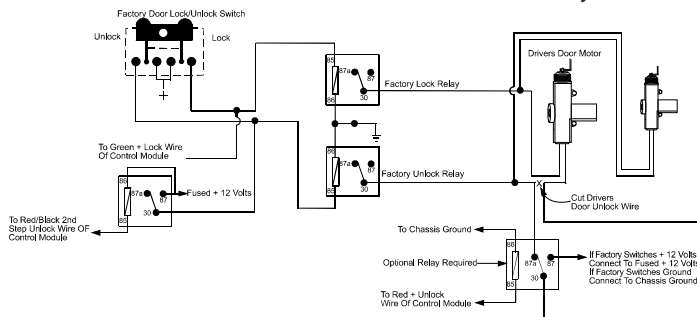 Factory Door Lock/Unlock Switch
Unlock
Lock
+
85
87a
87
86
30
Factory Lock Relay
Drivers Door Motor
To Green + Lock Wire
Of Control Module
86
87a
87
30
85
Fused + 12 Volts
To Red/Black 2nd
Step Unlock Wire OF
Control Module
86
87a
87
85
30
Factory Unlock Relay
X
Cut Drivers
Door Unlock Wire
To Chassis Ground
Optional Relay Required
86
87a
87
85
30
If Factory Switches + 12 Volts
Connect To Fused + 12 Volts
If Factory Switches Ground
Connect To Chassis Ground
To Red + Unlock
Wire Of Control Module